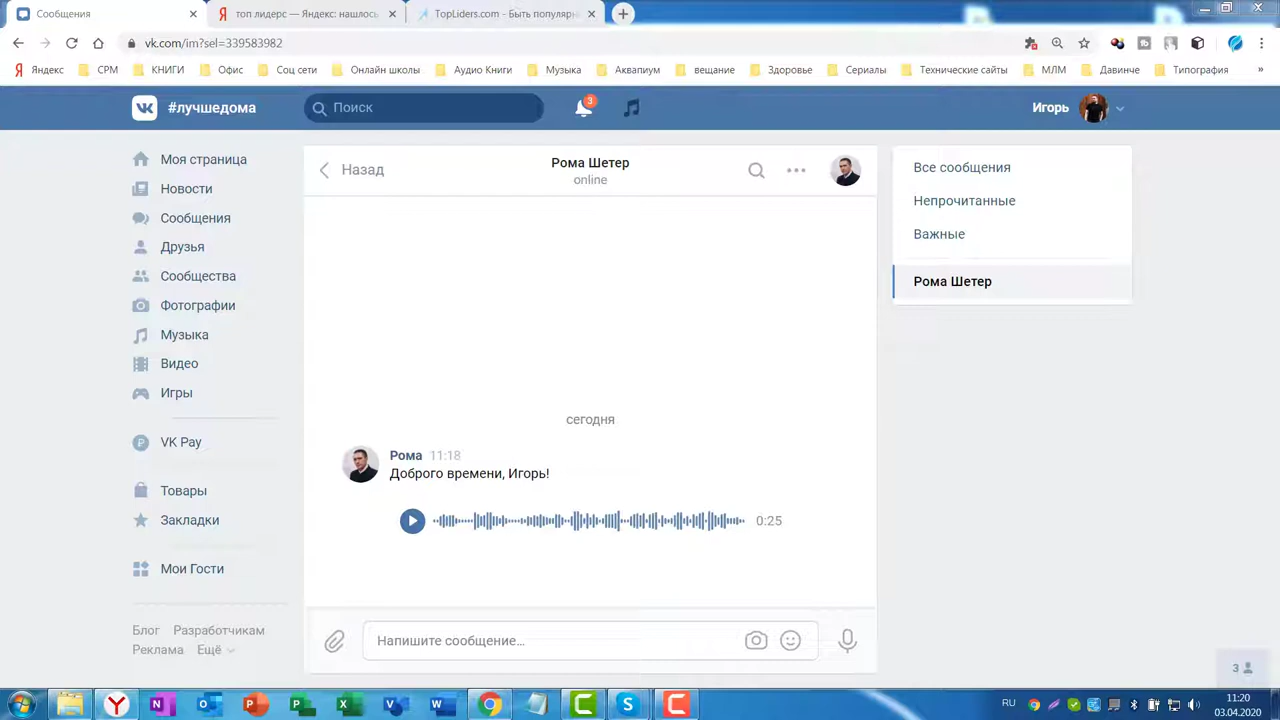 Сообщения
топ лидерс — Яндекс: нашлось
TopLiders.com - Быть популярн
vk.com/im?sel=339583982
Яндекс
СРМ
КНИГИ
Офис
Соц сети
Онлайн школы
Аудио Книги
Музыка
Аквапиум
вещание
Здоровье
Сериалы
Технические сайты
МЛМ
Давинче
Типография
»
#лучшедома
Поиск
3
Игорь
Моя страница
Новости
Сообщения
Друзья
Сообщества
Фотографии
Музыка
Видео
Игры
VK Pay
Товары
Закладки
Мои Гости
Блог Разработчикам
Реклама Ещё
Назад
Рома Шетер
online
сегодня
Рома 11:18
Доброго времени, Игорь!
0:25
Напишите сообщение...
Все сообщения
Непрочитанные
Важные
Рома Шетер
3
RU
11:20
03.04.2020